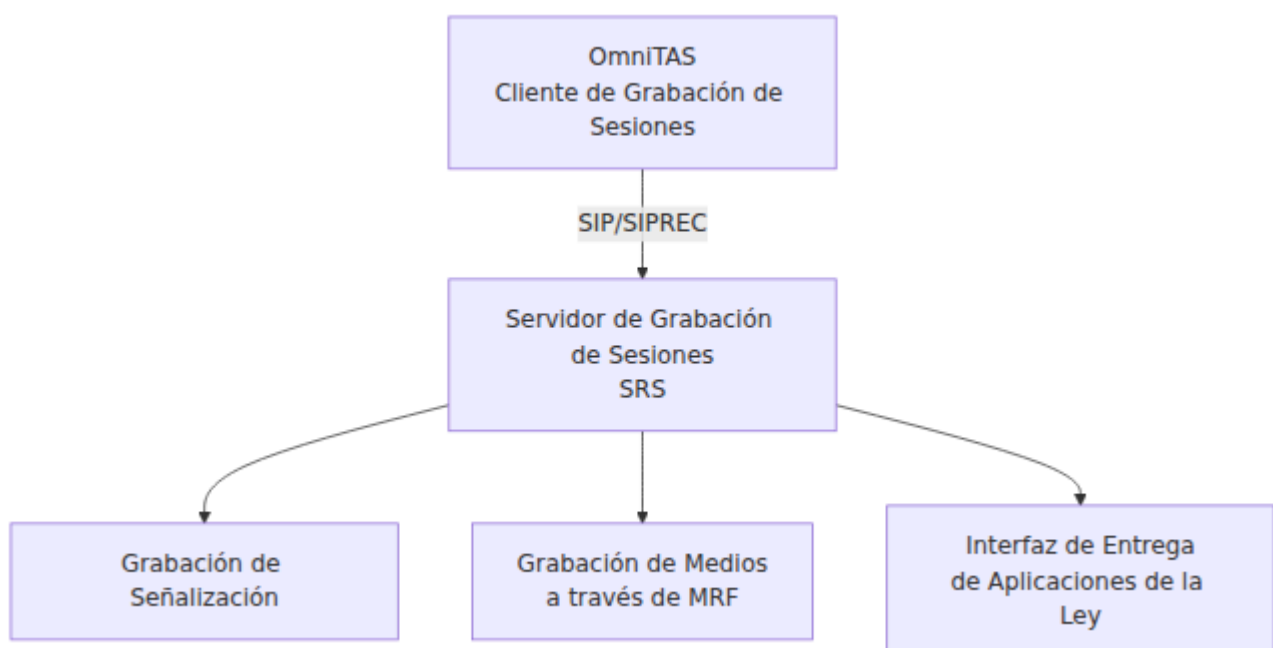 OmniTAS
Cliente de Grabación de
Sesiones
SIP/SIPREC
Servidor de Grabación
de Sesiones
SRS
Grabación de
Señalización
Grabación de Medios
a través de MRF
Interfaz de Entrega
de Aplicaciones de la
Ley